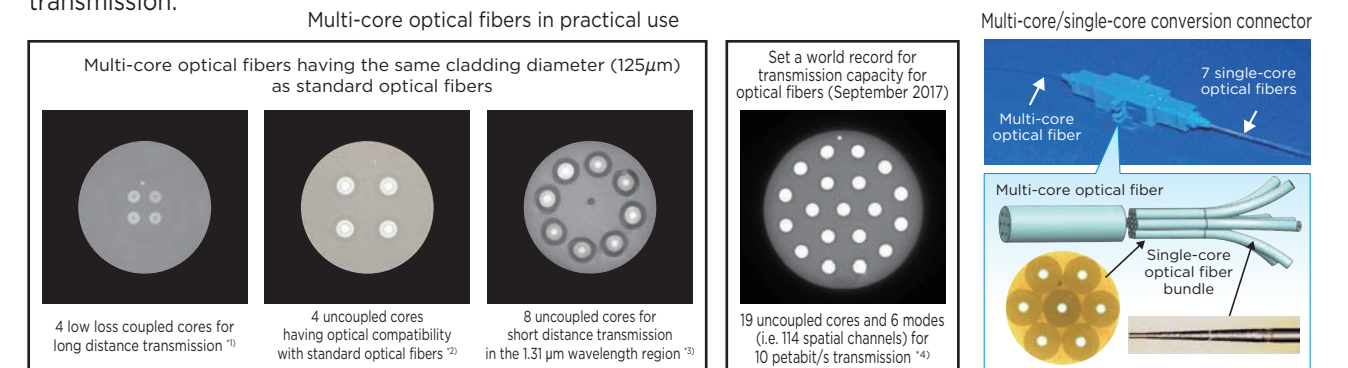 transmission.
Multi-core optical fibers in practical use
Multi-core optical fibers having the same cladding diameter (125μm)
as standard optical fibers
4 low loss coupled cores for
long distance transmission *1)
4 uncoupled cores
having optical compatibility
with standard optical fibers *2)
8 uncoupled cores for
short distance transmission
in the 1.31 μm wavelength region *3)
Set a world record for
transmission capacity for
optical fibers (September 2017)
19 uncoupled cores and 6 modes
(i.e. 114 spatial channels) for
10 petabit/s transmission *4)
Multi-core/single-core conversion connector
7 single-core
optical fibers
Multi-core
optical fiber
Multi-core optical fiber
Single-core
optical fiber
bundle